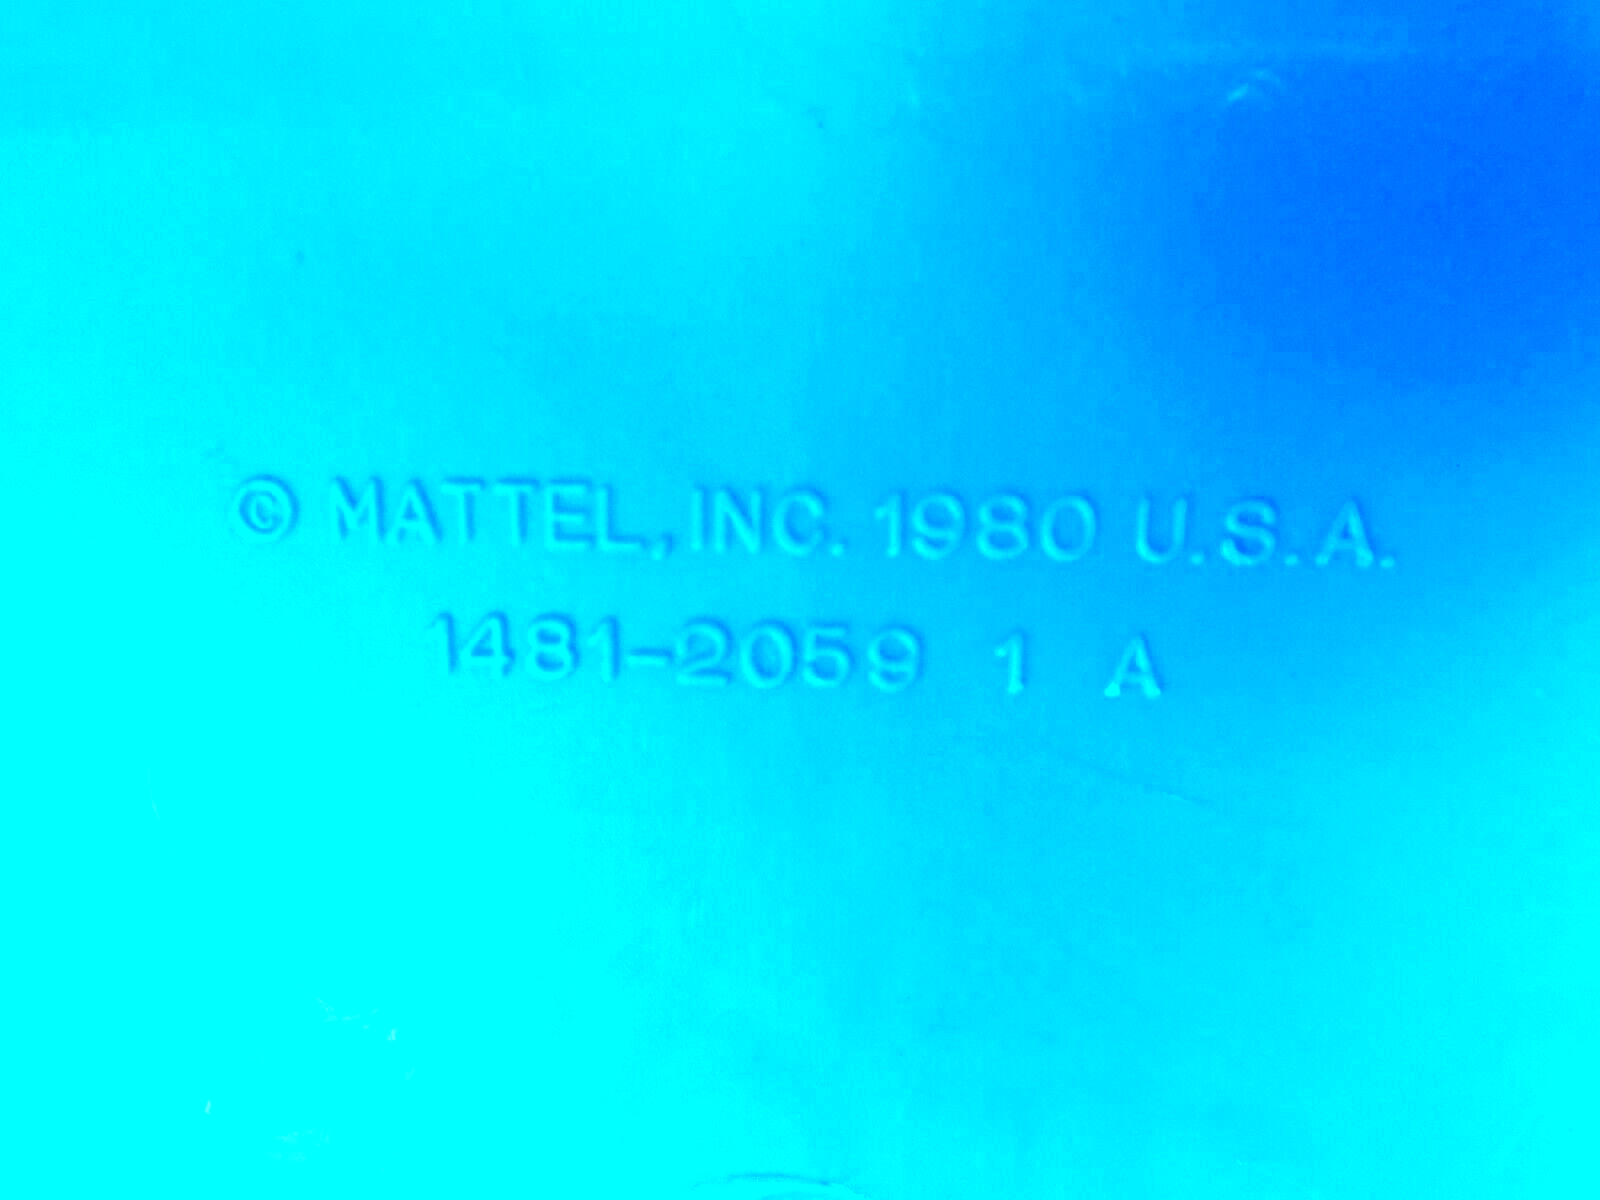 © MATTEL, INC. 1980 U.S.A.
1481-2059 1 A